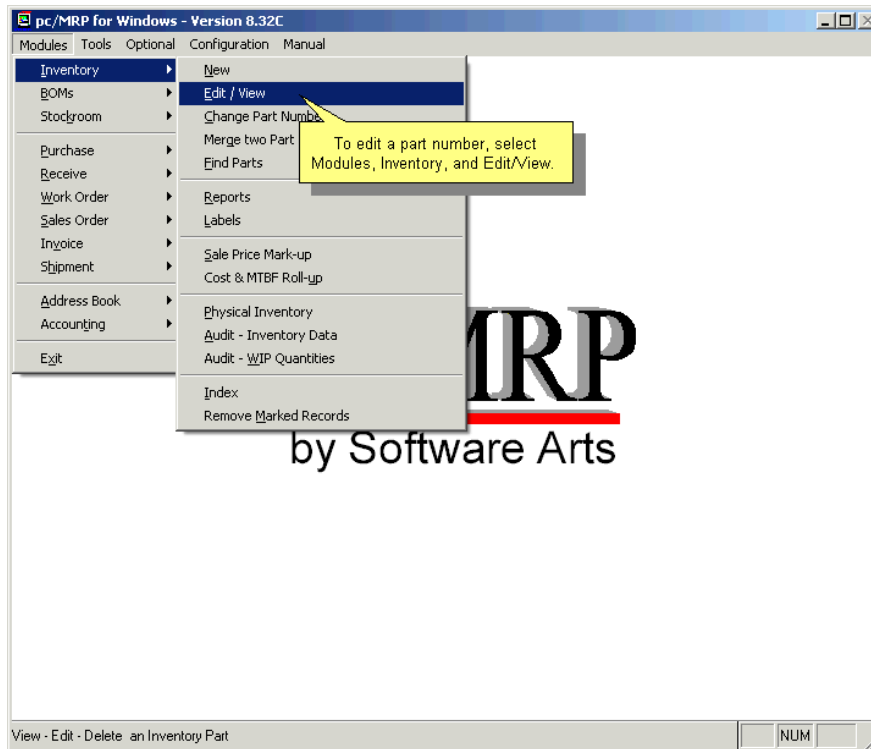 pc/MRP for Windows - Version 8.32C
Modules Tools Optional Configuration Manual
Inventory
BOMs
Stockroom
Purchase
Receive
Work Order
Sales Order
Invoice
Shipment
Address Book
Accounting
Exit
New
Edit / View
Change Part Numbe
Merge two Part
Find Parts
Reports
Labels
Sale Price Mark-up
Cost & MTBF Roll-up
Physical Inventory
Audit - Inventory Data
Audit - WIP Quantities
Index
Remove Marked Records
To edit a part number, select
Modules, Inventory, and Edit/View.
MRP
by Software Arts
View - Edit - Delete an Inventory Part
NUM